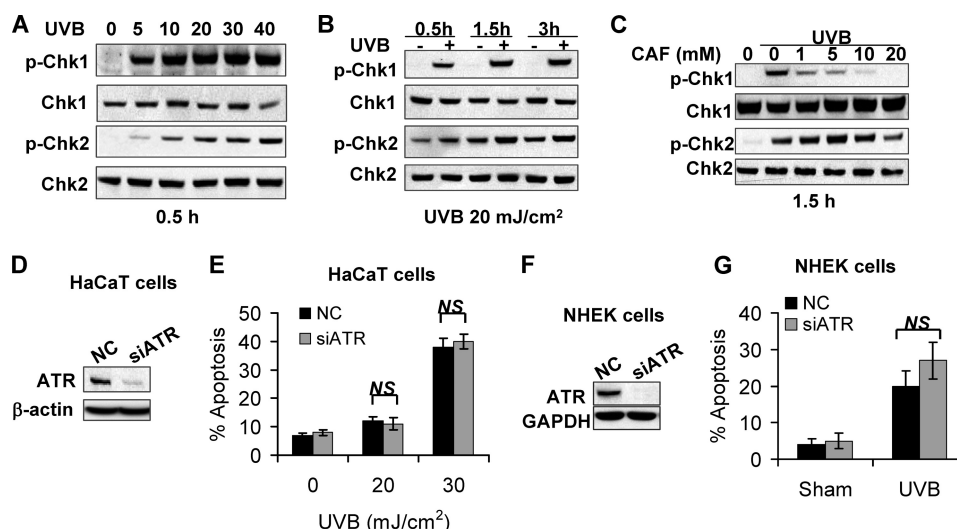 A
UVB 0 5 10 20 30 40
p-Chk1
Chk1
p-Chk2
Chk2
0.5 h
B
0.5h 1.5h 3h
UVB - + - + - +
p-Chk1
Chk1
p-Chk2
Chk2
UVB 20 mJ/cm²
C
UVB
CAF (mM) 0 0 1 5 10 20
p-Chk1
Chk1
p-Chk2
Chk2
1.5 h
D
HaCaT cells
NC siATR
ATR
β-actin
E
HaCaT cells
NC
siATR
% Apoptosis
50
40
30
20
10
0
NS
NS
0 20 30
UVB (mJ/cm²)
F
NHEK cells
NC siATR
ATR
GAPDH
G
NHEK cells
NC
siATR
% Apoptosis
40
30
20
10
0
NS
Sham UVB